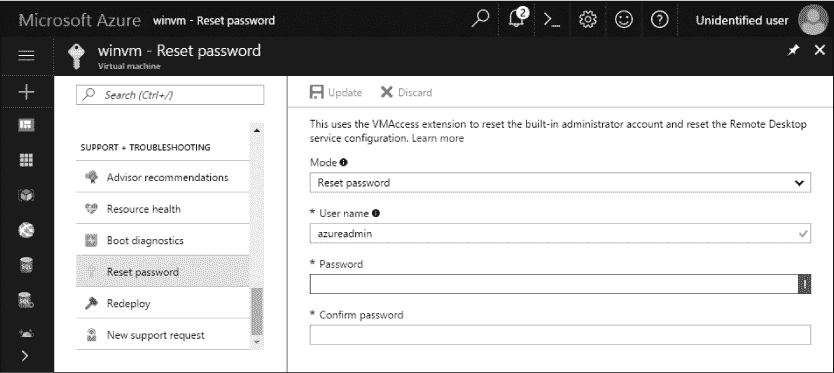 Microsoft Azure winvm - Reset password 2 >_ ? Unidentified user
winvm - Reset password
Virtual machine
Search (Ctrl+/)
SUPPORT + TROUBLESHOOTING
Advisor recommendations
Resource health
Boot diagnostics
Reset password
Redeploy
New support request
Update Discard
This uses the VMAccess extension to reset the built-in administrator account and reset the Remote Desktop
service configuration. Learn more
Mode
Reset password
* User name
azureadmin
* Password
* Confirm password